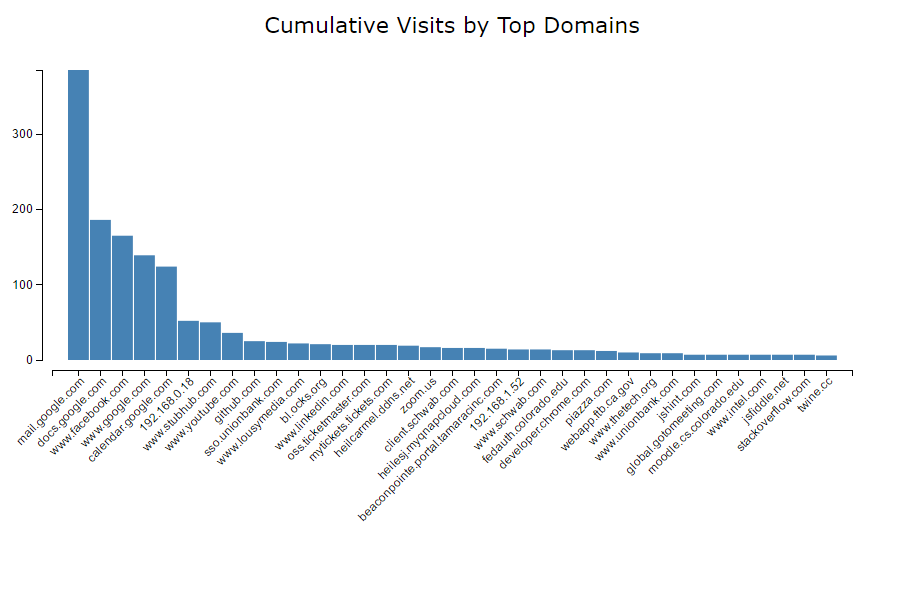 Cumulative Visits by Top Domains
300
200
100
0
mail.google.com
docs.google.com
www.facebook.com
www.google.com
calendar.google.com
192.168.0.18
www.stubhub.com
www.youtube.com
github.com
sso.unionbank.com
www.lousymedia.com
bl.ocks.org
www.linkedin.com
oss.ticketmaster.com
mytickets.tickets.com
heilcarmel.ddns.net
zoom.us
client.schwab.com
heilesj.myqnapcloud.com
beaconpointe.portal.tamaracinc.com
192.168.1.52
www.schwab.com
fedauth.colorado.edu
developer.chrome.com
piazza.com
webapp.ftb.ca.gov
www.thetech.org
www.unionbank.com
jshint.com
global.gotomeeting.com
moodle.cs.colorado.edu
www.intel.com
jsfiddle.net
stackoverflow.com
twine.cc